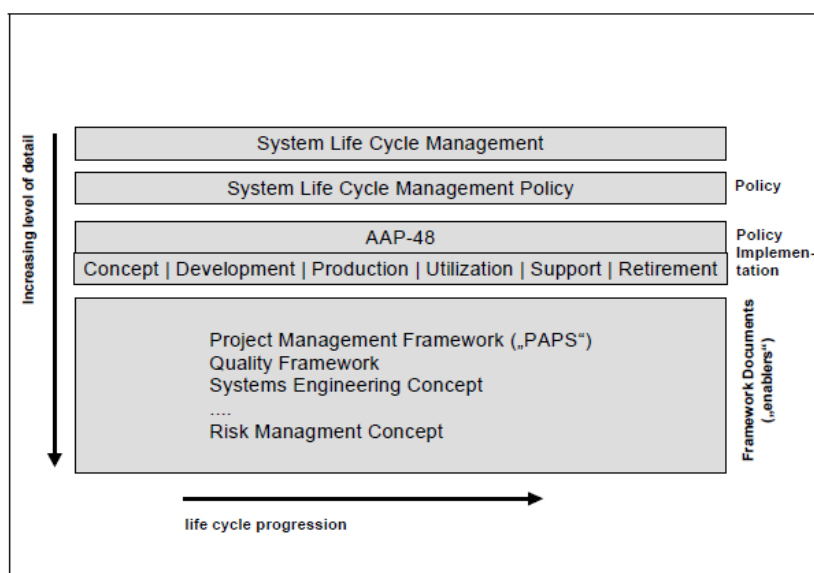 Increasing level of detail
System Life Cycle Management
System Life Cycle Management Policy
Policy
AAP-48
Concept | Development | Production | Utilization | Support | Retirement
Policy
Implemen-
tation
Project Management Framework („PAPS“)
Quality Framework
Systems Engineering Concept
....
Risk Managment Concept
Framework Documents
(„enablers“)
life cycle progression